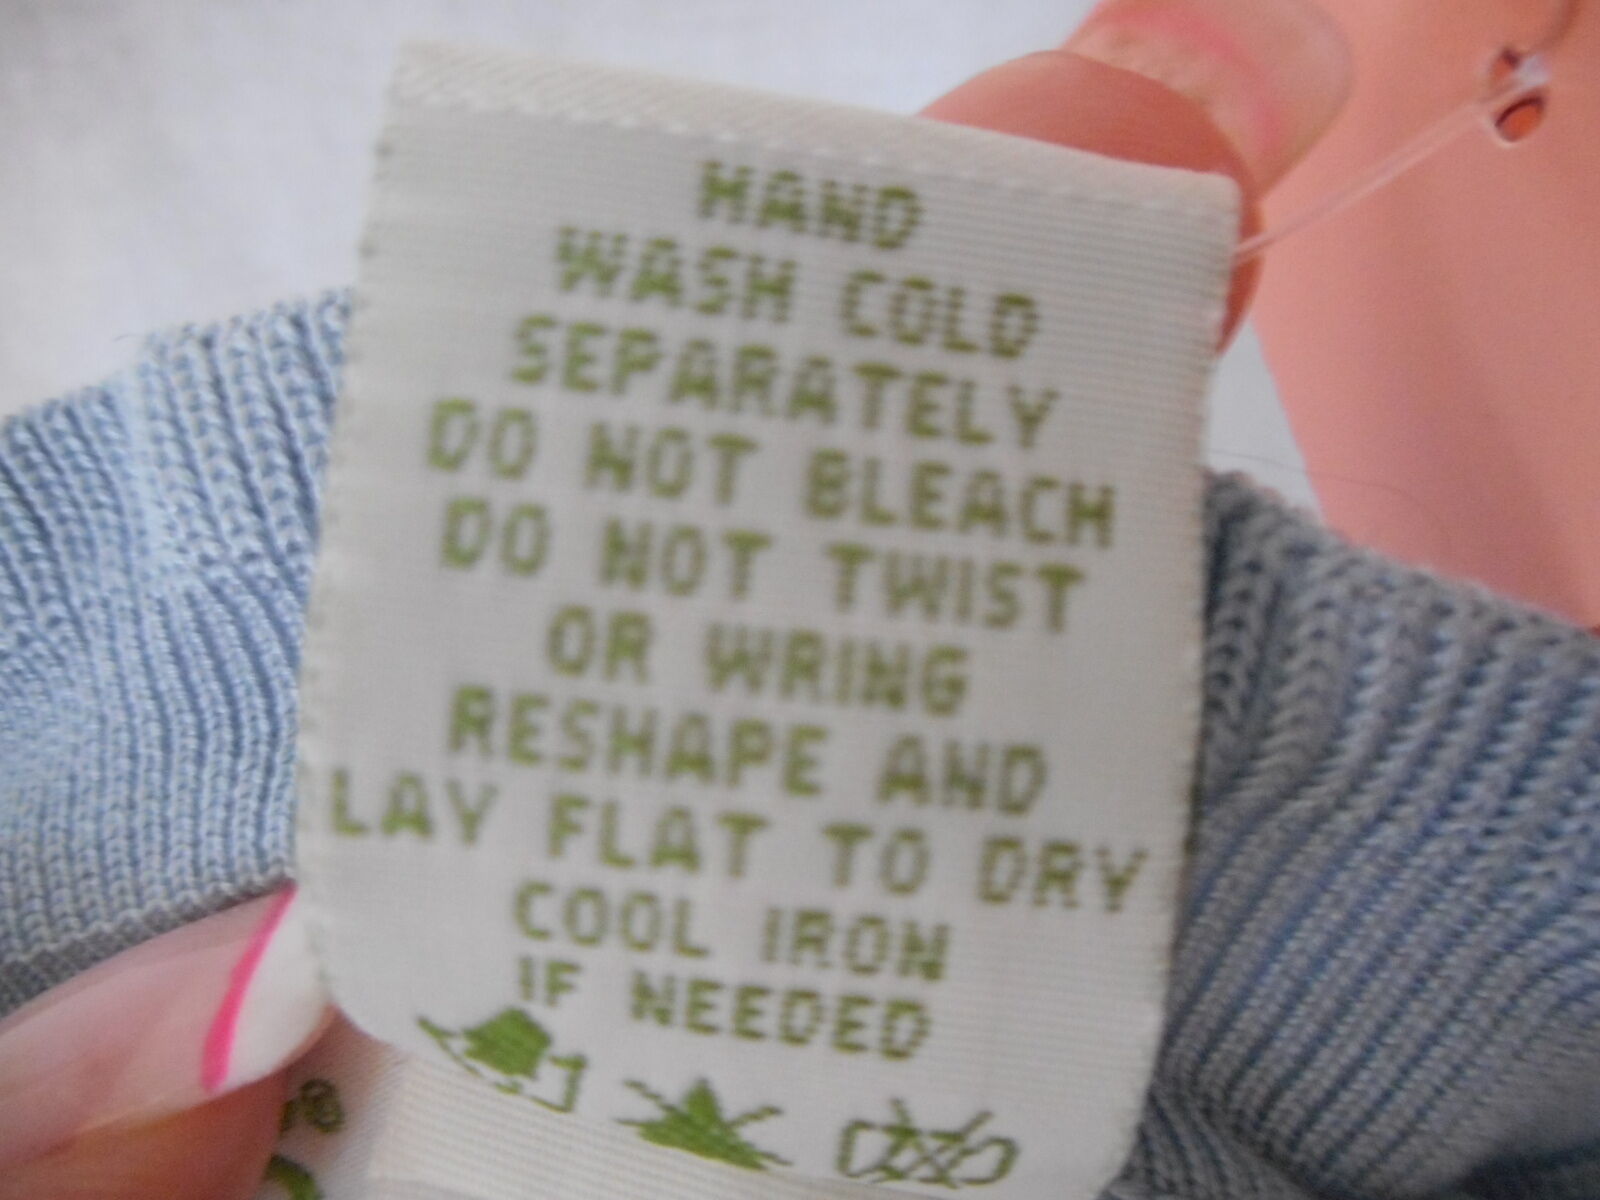 HAND
WASH COLD
SEPARATELY
DO NOT BLEACH
DO NOT TWIST
OR WRING
RESHAPE AND
LAY FLAT TO DRY
COOL IRON
IF NEEDED